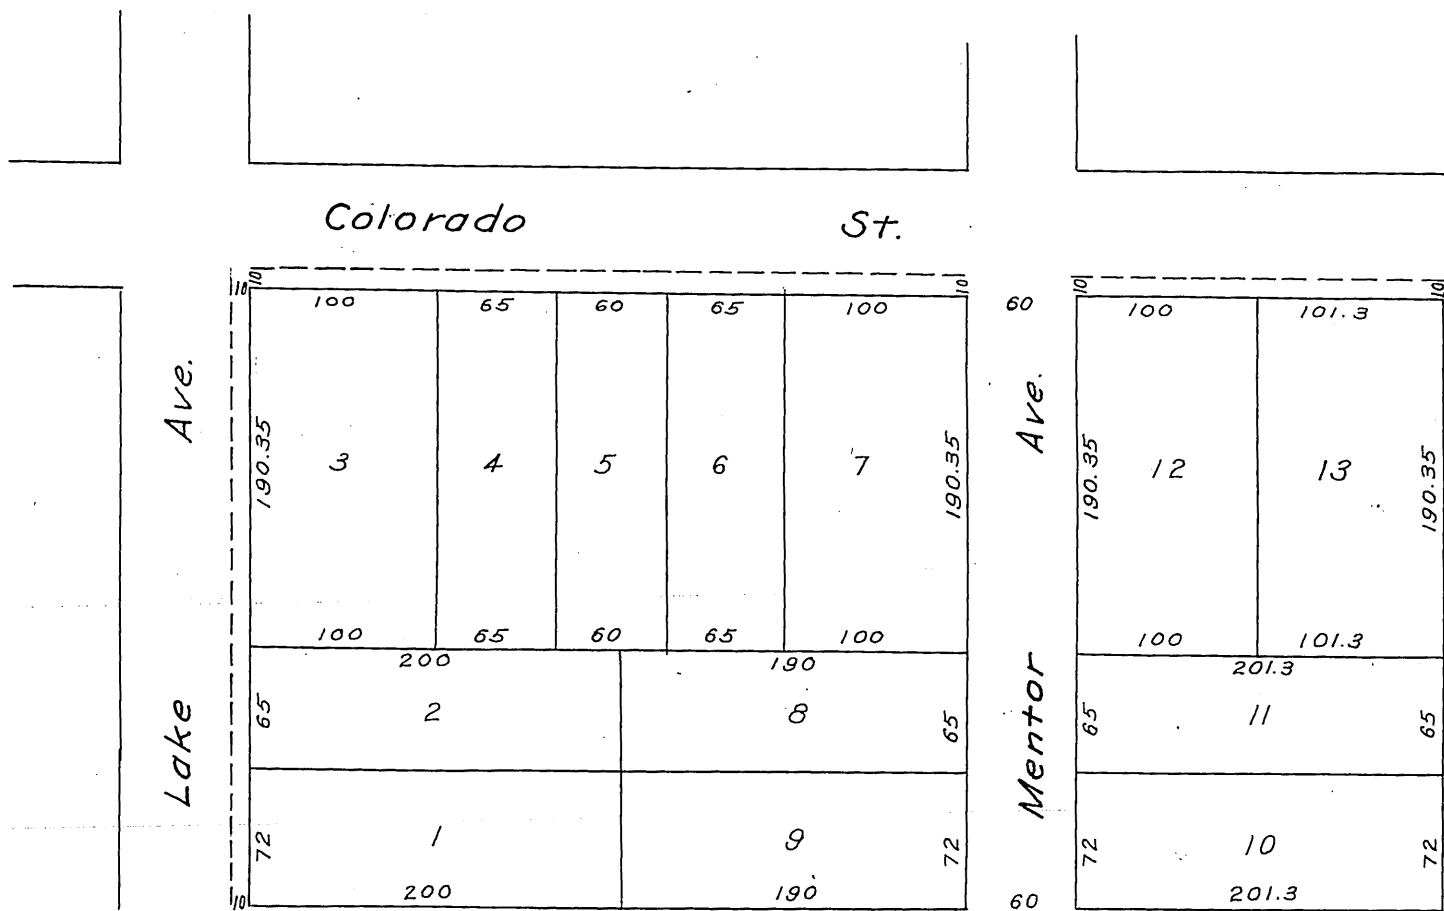 Colorado St.
10 10 10 10 10
100 65 60 65 100 60 100 101.3
Lake Ave.
Mentor Ave.
190.35 190.35 190.35 190.35
3 4 5 6 7 12 13
100 65 60 65 100 100 101.3
200 190 201.3
65 2 8 65 65 11 65
72 1 9 72 72 10 72
10 200 190 60 201.3